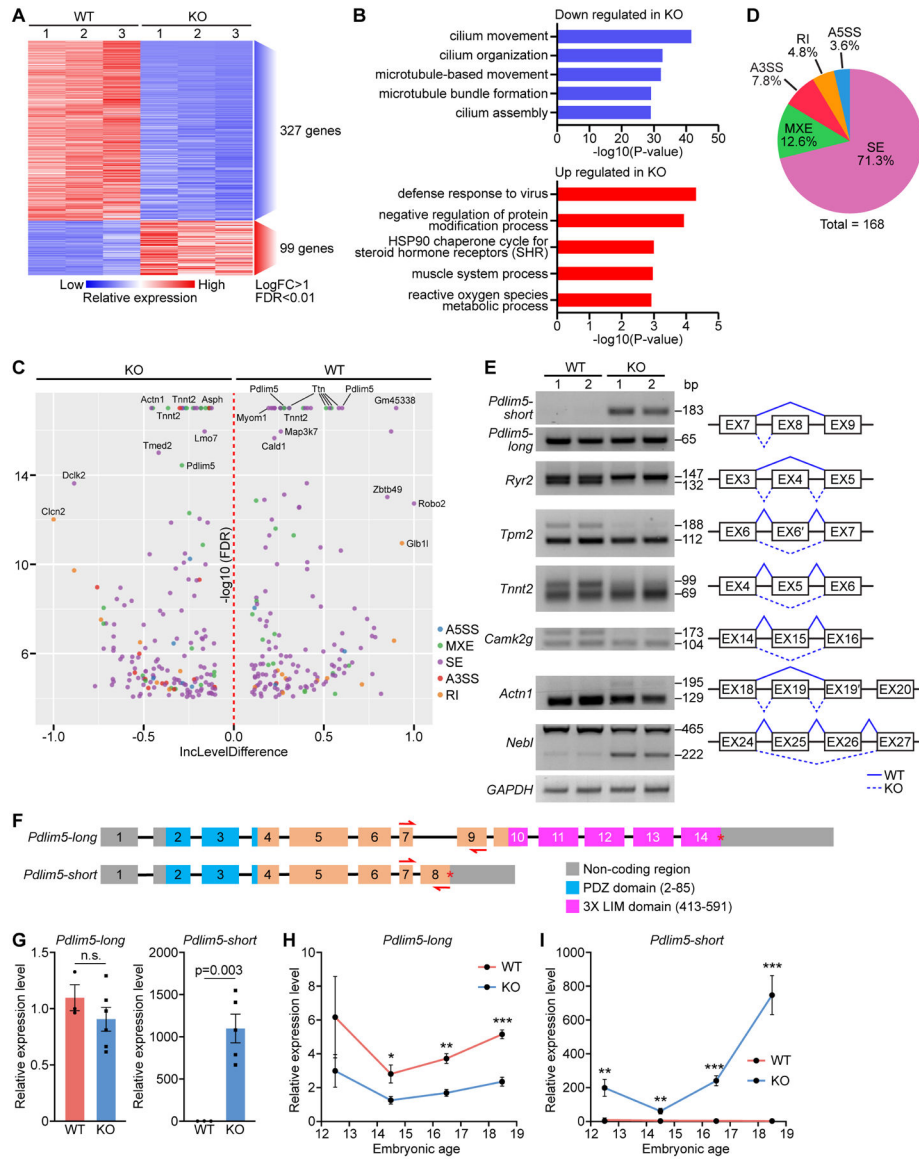 A
WT
KO
1 2 3 1 2 3
327 genes
99 genes
Low
High
Relative expression
LogFC>1
FDR<0.01
B
Down regulated in KO
cilium movement
cilium organization
microtubule-based movement
microtubule bundle formation
cilium assembly
0 10 20 30 40 50
-log10(P-value)
Up regulated in KO
defense response to virus
negative regulation of protein
modification process
HSP90 chaperone cycle for
steroid hormone receptors (SHR)
muscle system process
reactive oxygen species
metabolic process
0 1 2 3 4 5
-log10(P-value)
D
RI
4.8%
A5SS
3.6%
A3SS
7.8%
MXE
12.6%
SE
71.3%
Total = 168
C
KO
WT
Actn1
Tnnt2
Tnnt2
Asph
Lmo7
Tmed2
Pdlim5
Dclk2
Clcn2
Pdlim5
Ttn
Pdlim5
Myom1
Tnnt2
Map3k7
Cald1
Gm45338
Zbtb49
Robo2
Glb1l
14
10
6
-log10 (FDR)
A5SS
MXE
SE
A3SS
RI
-1.0 -0.5 0.0 0.5 1.0
IncLevelDifference
E
WT
KO
1 2 1 2 bp
Pdlim5-
short
183
EX7 EX8 EX9
Pdlim5-
long
65
Ryr2
147
132
EX3 EX4 EX5
Tpm2
188
112
EX6 EX6' EX7
Tnnt2
99
69
EX4 EX5 EX6
Camk2g
173
104
EX14 EX15 EX16
Actn1
195
129
EX18 EX19 EX19' EX20
Nebl
465
222
EX24 EX25 EX26 EX27
GAPDH
WT
KO
F
Pdlim5-long
1 2 3 4 5 6 7 9 10 11 12 13 14 *
Pdlim5-short
1 2 3 4 5 6 7 8 *
Non-coding region
PDZ domain (2-85)
3X LIM domain (413-591)
G
Pdlim5-long
n.s.
Relative expression level
1.5
1.0
0.5
0.0
WT KO
Pdlim5-short
p=0.003
Relative expression level
2000
1500
1000
500
0
WT KO
H
Pdlim5-long
Relative expression level
10
8
6
4
2
0
WT
KO
* ** ***
12 13 14 15 16 17 18 19
Embryonic age
I
Pdlim5-short
Relative expression level
1000
800
600
400
200
0
** ** *** ***
WT
KO
12 13 14 15 16 17 18 19
Embryonic age